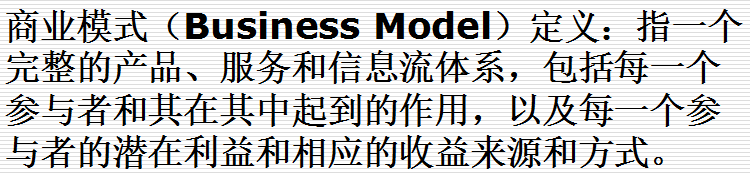 商业模式（Business Model）定义：指一个
完整的产品、服务和信息流体系，包括每一个
参与者和其在其中起到的作用，以及每一个参
与者的潜在利益和相应的收益来源和方式。